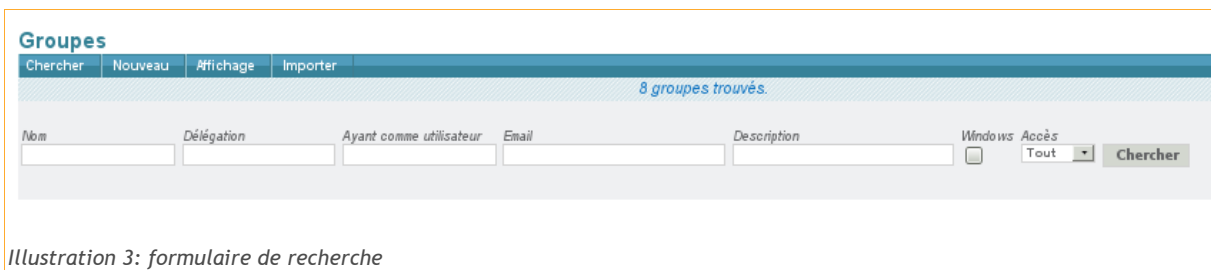 Groupes
Chercher Nouveau Affichage Importer
8 groupes trouvés.
Nom Délégation Ayant comme utilisateur Email Description Windows Accès
Tout Chercher
Illustration 3: formulaire de recherche